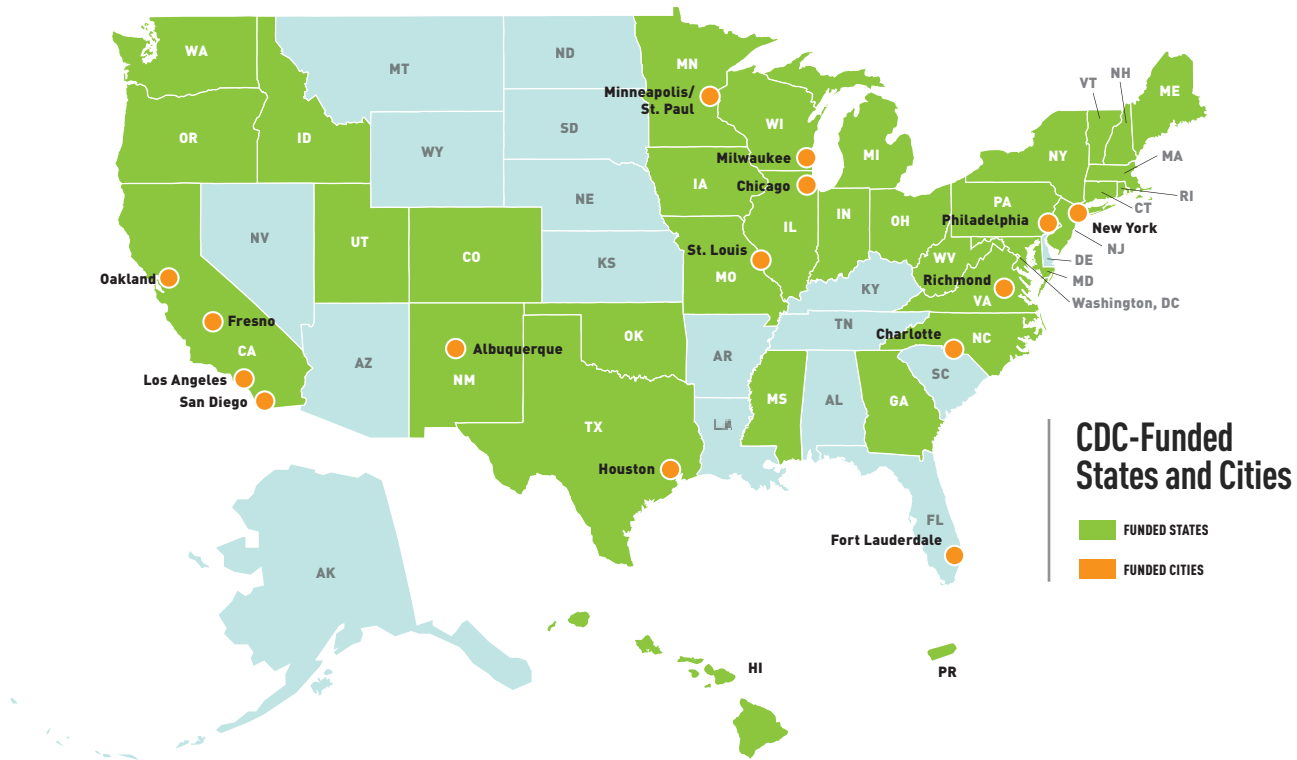 WA
MT
ND
MN
VT
NH
ME
Minneapolis/
St. Paul
OR
ID
SD
WI
WY
MI
NY
MA
Milwaukee
Chicago
IA
NE
PA
RI
CT
Philadelphia
New York
IN
OH
IL
NV
UT
CO
KS
St. Louis
MO
WV
NJ
DE
Oakland
Richmond
MD
KY
VA
Washington, DC
Fresno
TN
Charlotte
NC
CA
AZ
Albuquerque
OK
AR
NM
SC
Los Angeles
San Diego
MS
AL
GA
TX
LA
Houston
CDC-Funded
States and Cities
FL
FUNDED STATES
Fort Lauderdale
FUNDED CITIES
AK
HI
PR